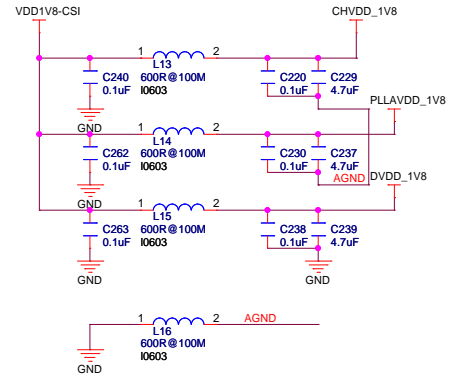 VDD1V8-CSI CHVDD_1V8
1 2
L13
C240 600R@100M C220 C229
0.1uF I0603 0.1uF 4.7uF
PLLAVDD_1V8
GND
1 2
L14
C262 600R@100M C230 C237
0.1uF I0603 0.1uF 4.7uF
AGND DVDD_1V8
GND
1 2
L15
C263 600R@100M C238 C239
0.1uF I0603 0.1uF 4.7uF
GND GND
1 2 AGND
L16
600R@100M
I0603
GND